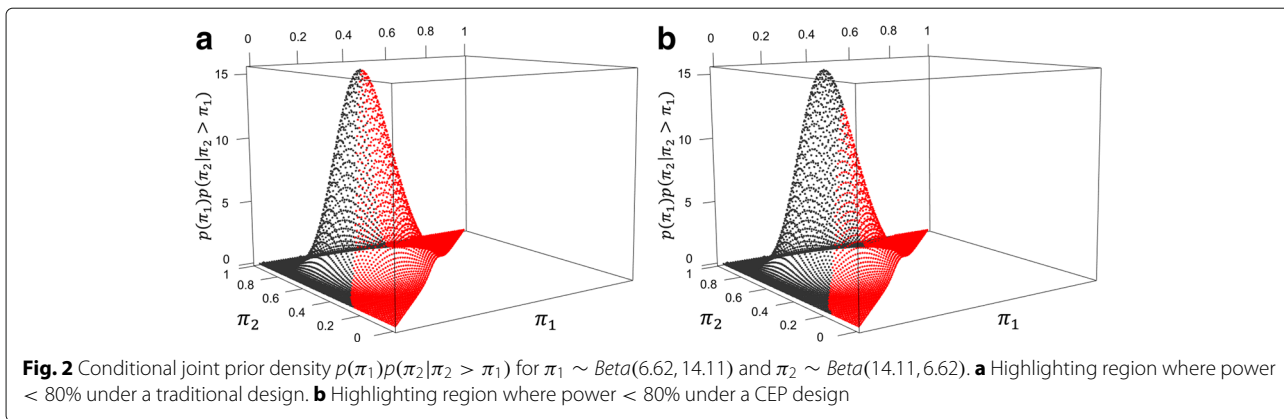 a
0 0.2 0.4 0.6 0.8 1
15
10
5
0
p(π₁)p(π₂|π₂ > π₁)
1
0.8
0.6
0.4
0.2
0
π₂
π₁
b
0 0.2 0.4 0.6 0.8 1
15
10
5
0
p(π₁)p(π₂|π₂ > π₁)
1
0.8
0.6
0.4
0.2
0
π₂
π₁
Fig. 2 Conditional joint prior density p(π₁)p(π₂|π₂ > π₁) for π₁ ∼ Beta(6.62, 14.11) and π₂ ∼ Beta(14.11, 6.62). a Highlighting region where power
< 80% under a traditional design. b Highlighting region where power < 80% under a CEP design